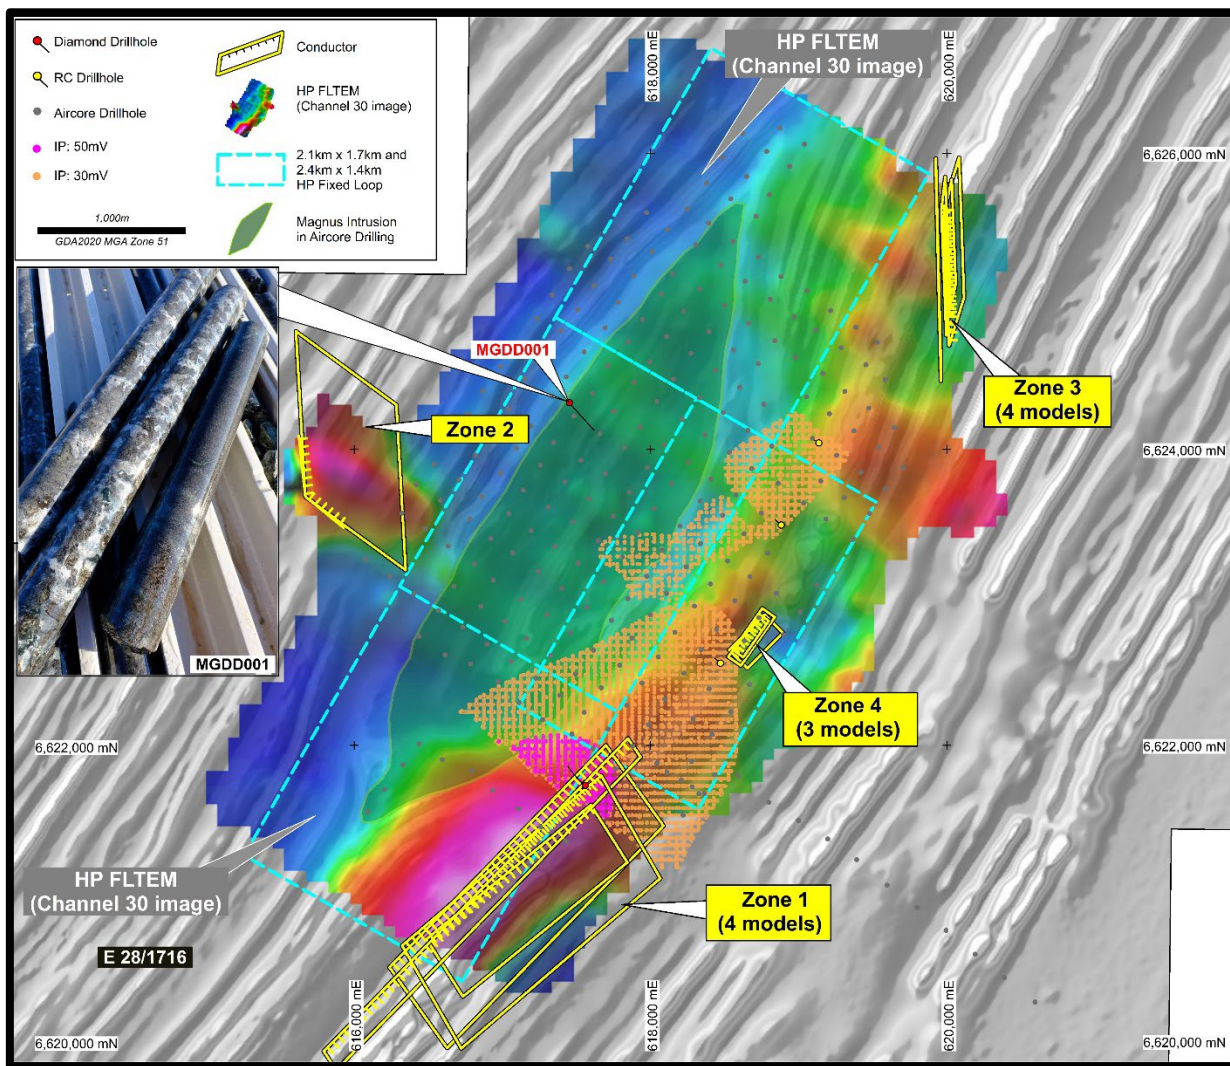 Diamond Drillhole
RC Drillhole
Aircore Drillhole
IP: 50mV
IP: 30mV
1,000m
GDA2020 MGA Zone 51
Conductor
HP FLTEM
(Channel 30 image)
2.1km x 1.7km and
2.4km x 1.4km
HP Fixed Loop
Magnus Intrusion
in Aircore Drilling
618,000 mE
HP FLTEM
(Channel 30 image)
620,000 mE
6,626,000 mN
MGDD001
Zone 3
(4 models)
Zone 2
6,624,000 mN
MGDD001
Zone 4
(3 models)
6,622,000 mN
6,622,000 mN
HP FLTEM
(Channel 30 image)
Zone 1
(4 models)
E 28/1716
616,000 mE
618,000 mE
620,000 mE
6,620,000 mN
6,620,000 mN